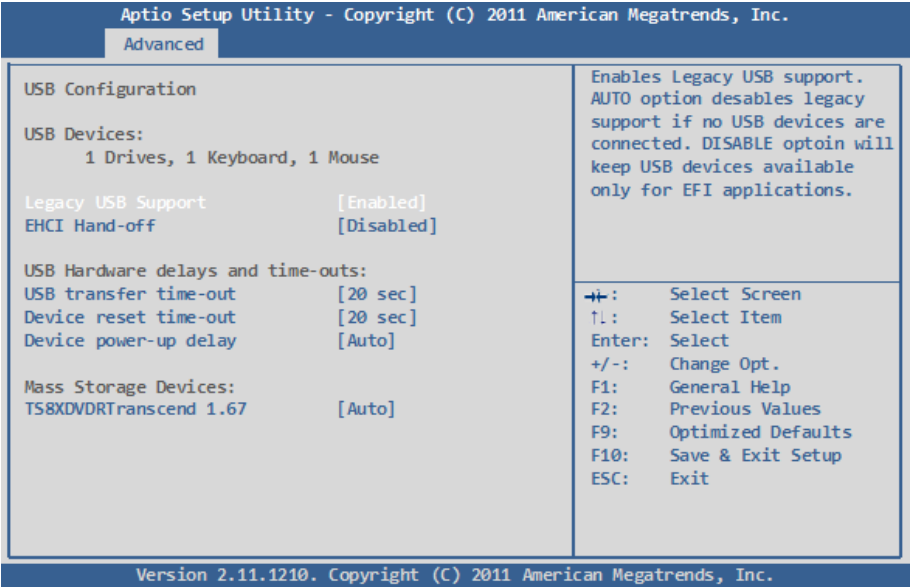 Aptio Setup Utility - Copyright (C) 2011 American Megatrends, Inc.
Advanced
USB Configuration
USB Devices:
1 Drives, 1 Keyboard, 1 Mouse
Legacy USB Support [Enabled]
EHCI Hand-off [Disabled]
USB Hardware delays and time-outs:
USB transfer time-out [20 sec]
Device reset time-out [20 sec]
Device power-up delay [Auto]
Mass Storage Devices:
TS8XDVDRTranscend 1.67 [Auto]
Enables Legacy USB support.
AUTO option desables legacy
support if no USB devices are
connected. DISABLE optoin will
keep USB devices available
only for EFI applications.
→←: Select Screen
↑↓: Select Item
Enter: Select
+/-: Change Opt.
F1: General Help
F2: Previous Values
F9: Optimized Defaults
F10: Save & Exit Setup
ESC: Exit
Version 2.11.1210. Copyright (C) 2011 American Megatrends, Inc.